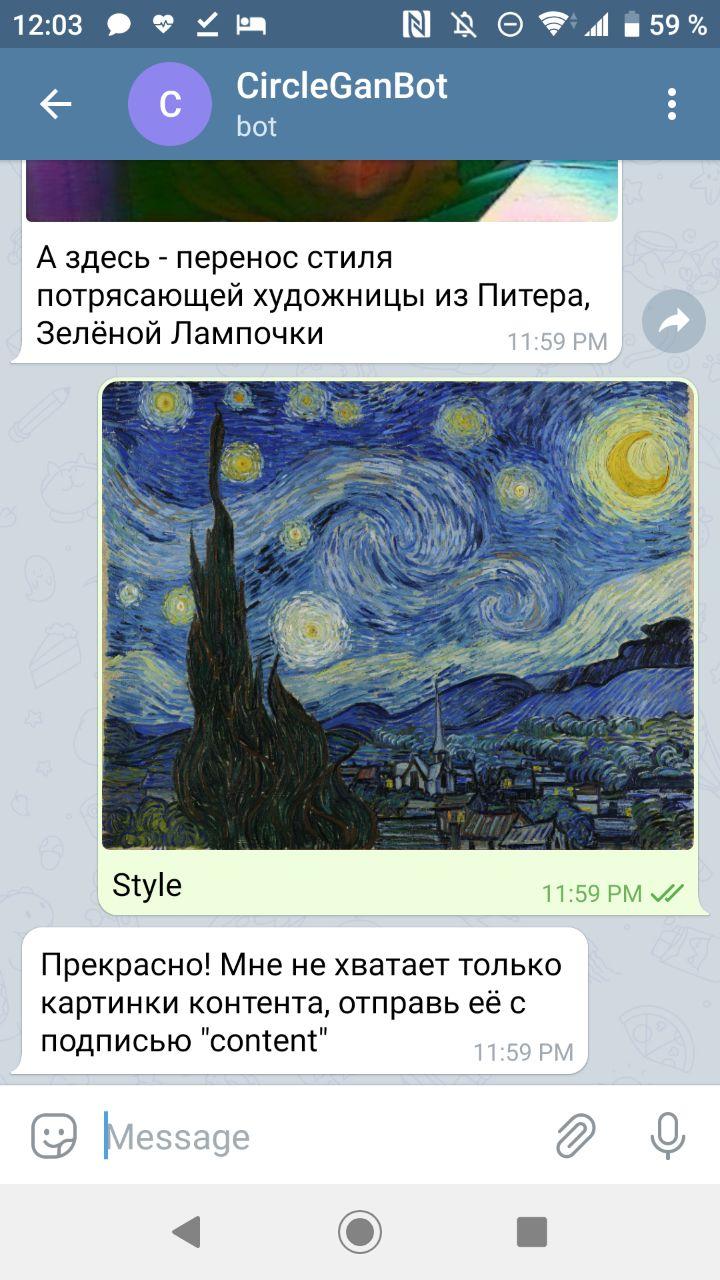 12:03
59 %
C
CircleGanBot
bot
А здесь - перенос стиля
потрясающей художницы из Питера,
Зелёной Лампочки
11:59 PM
Style
11:59 PM
Прекрасно! Мне не хватает только
картинки контента, отправь её с
подписью "content"
11:59 PM
Message